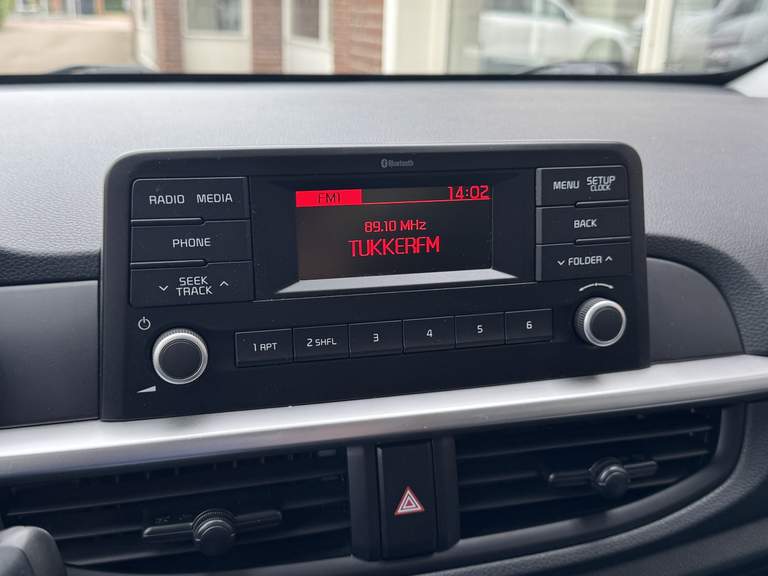 Bluetooth
RADIO MEDIA
PHONE
SEEK
TRACK
FM1 14:02
89.10 MHz
TUKKERFM
MENU SETUP
CLOCK
BACK
FOLDER
1 RPT 2 SHFL 3 4 5 6